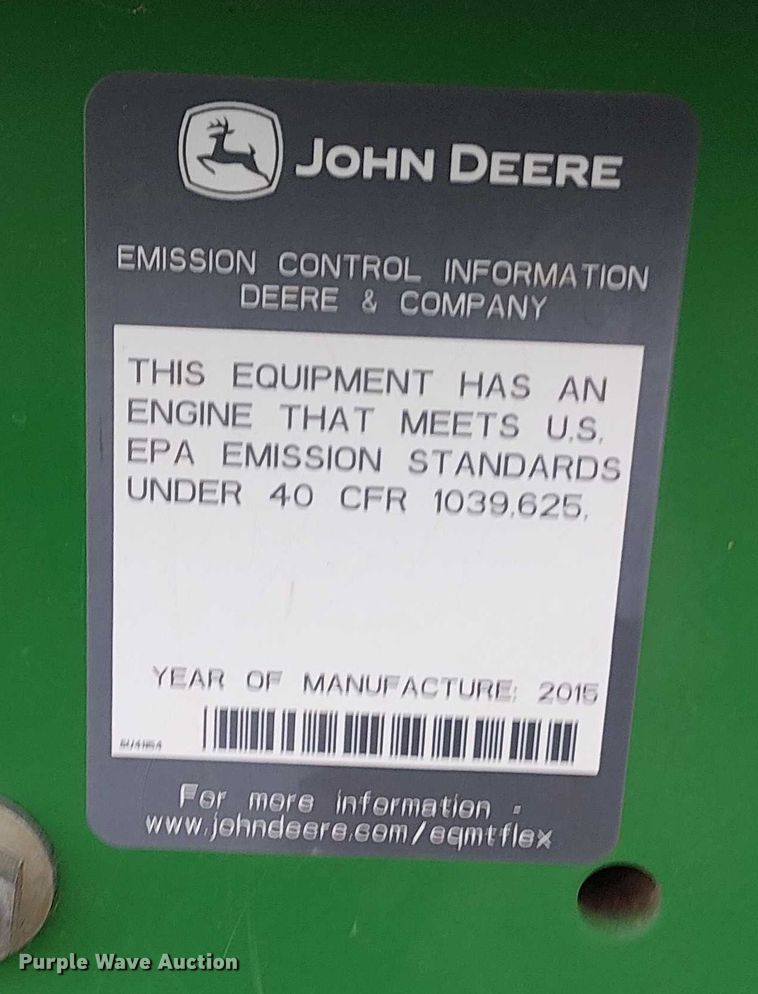 JOHN DEERE
EMISSION CONTROL INFORMATION
DEERE & COMPANY
THIS EQUIPMENT HAS AN
ENGINE THAT MEETS U.S.
EPA EMISSION STANDARDS
UNDER 40 CFR 1039.625.
YEAR OF MANUFACTURE: 2015
For more information -
www.johndeere.com/eqmtflex
Purple Wave Auction